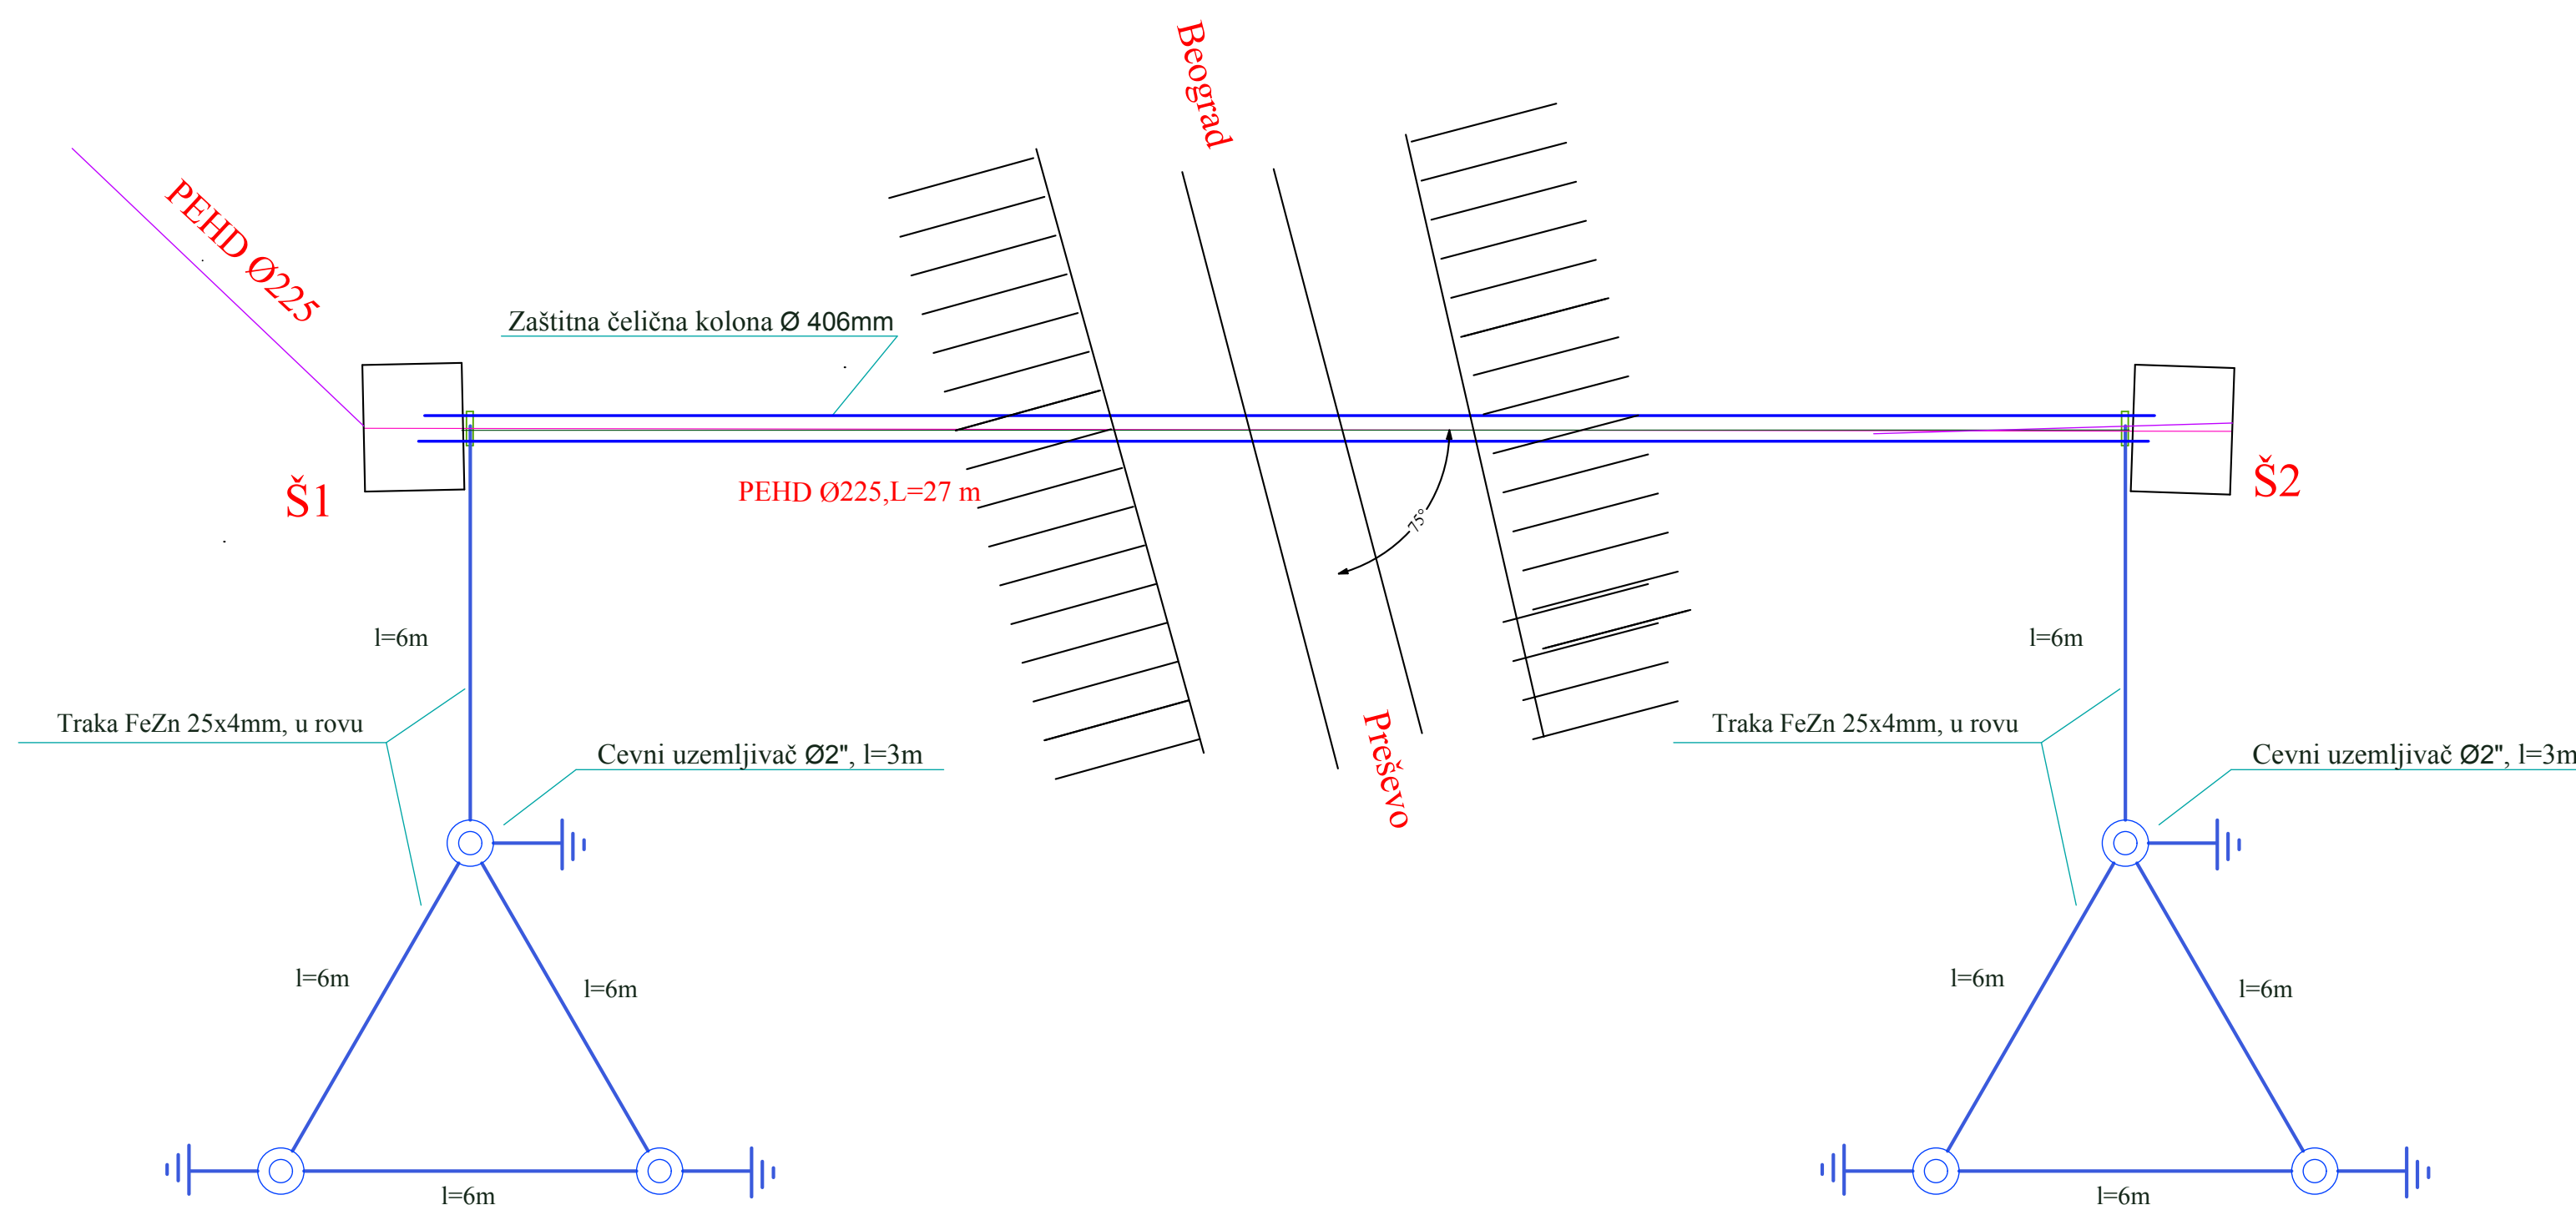 Beograd
PEHD Ø225
Zaštitna čelična kolona Ø 406mm
Š1
PEHD Ø225,L=27 m
75°
Š2
l=6m
l=6m
Traka FeZn 25x4mm, u rovu
Cevni uzemljivač Ø2", l=3m
Preševo
Traka FeZn 25x4mm, u rovu
Cevni uzemljivač Ø2", l=3m
l=6m
l=6m
l=6m
l=6m
l=6m
l=6m